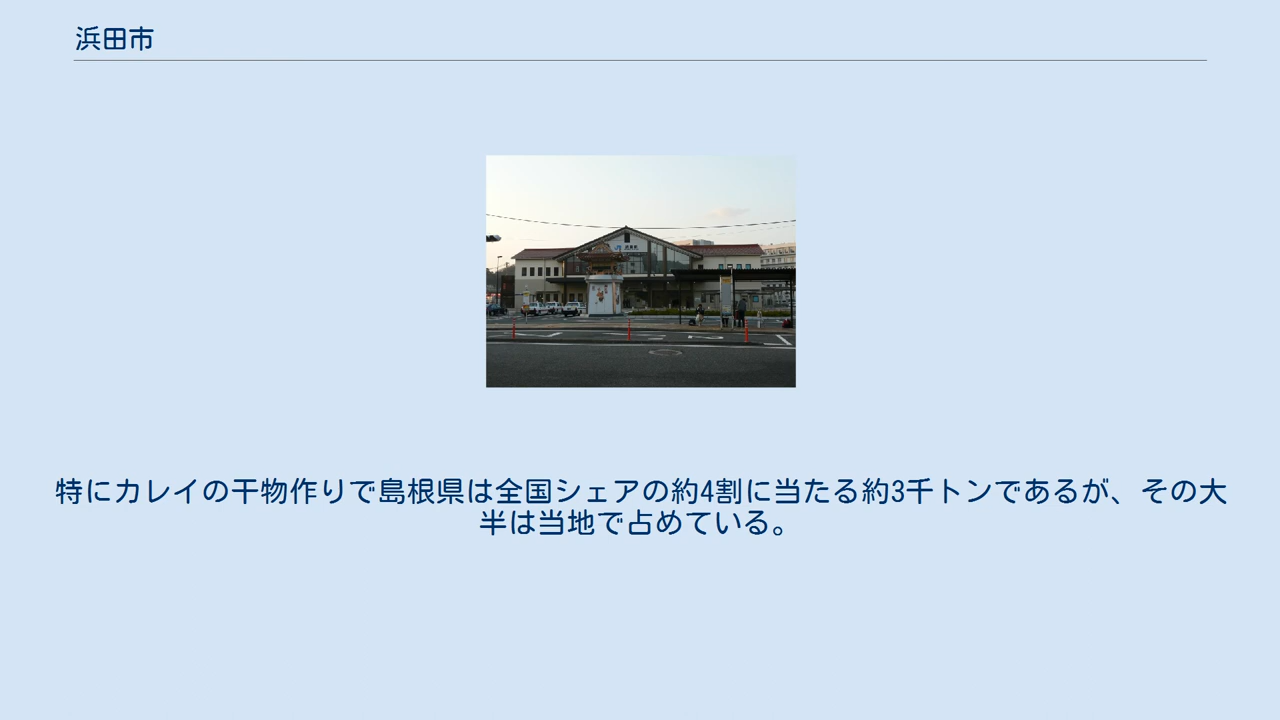 浜田市
特にカレイの干物作りで島根県は全国シェアの約4割に当たる約3千トンであるが、その大
半は当地で占めている。